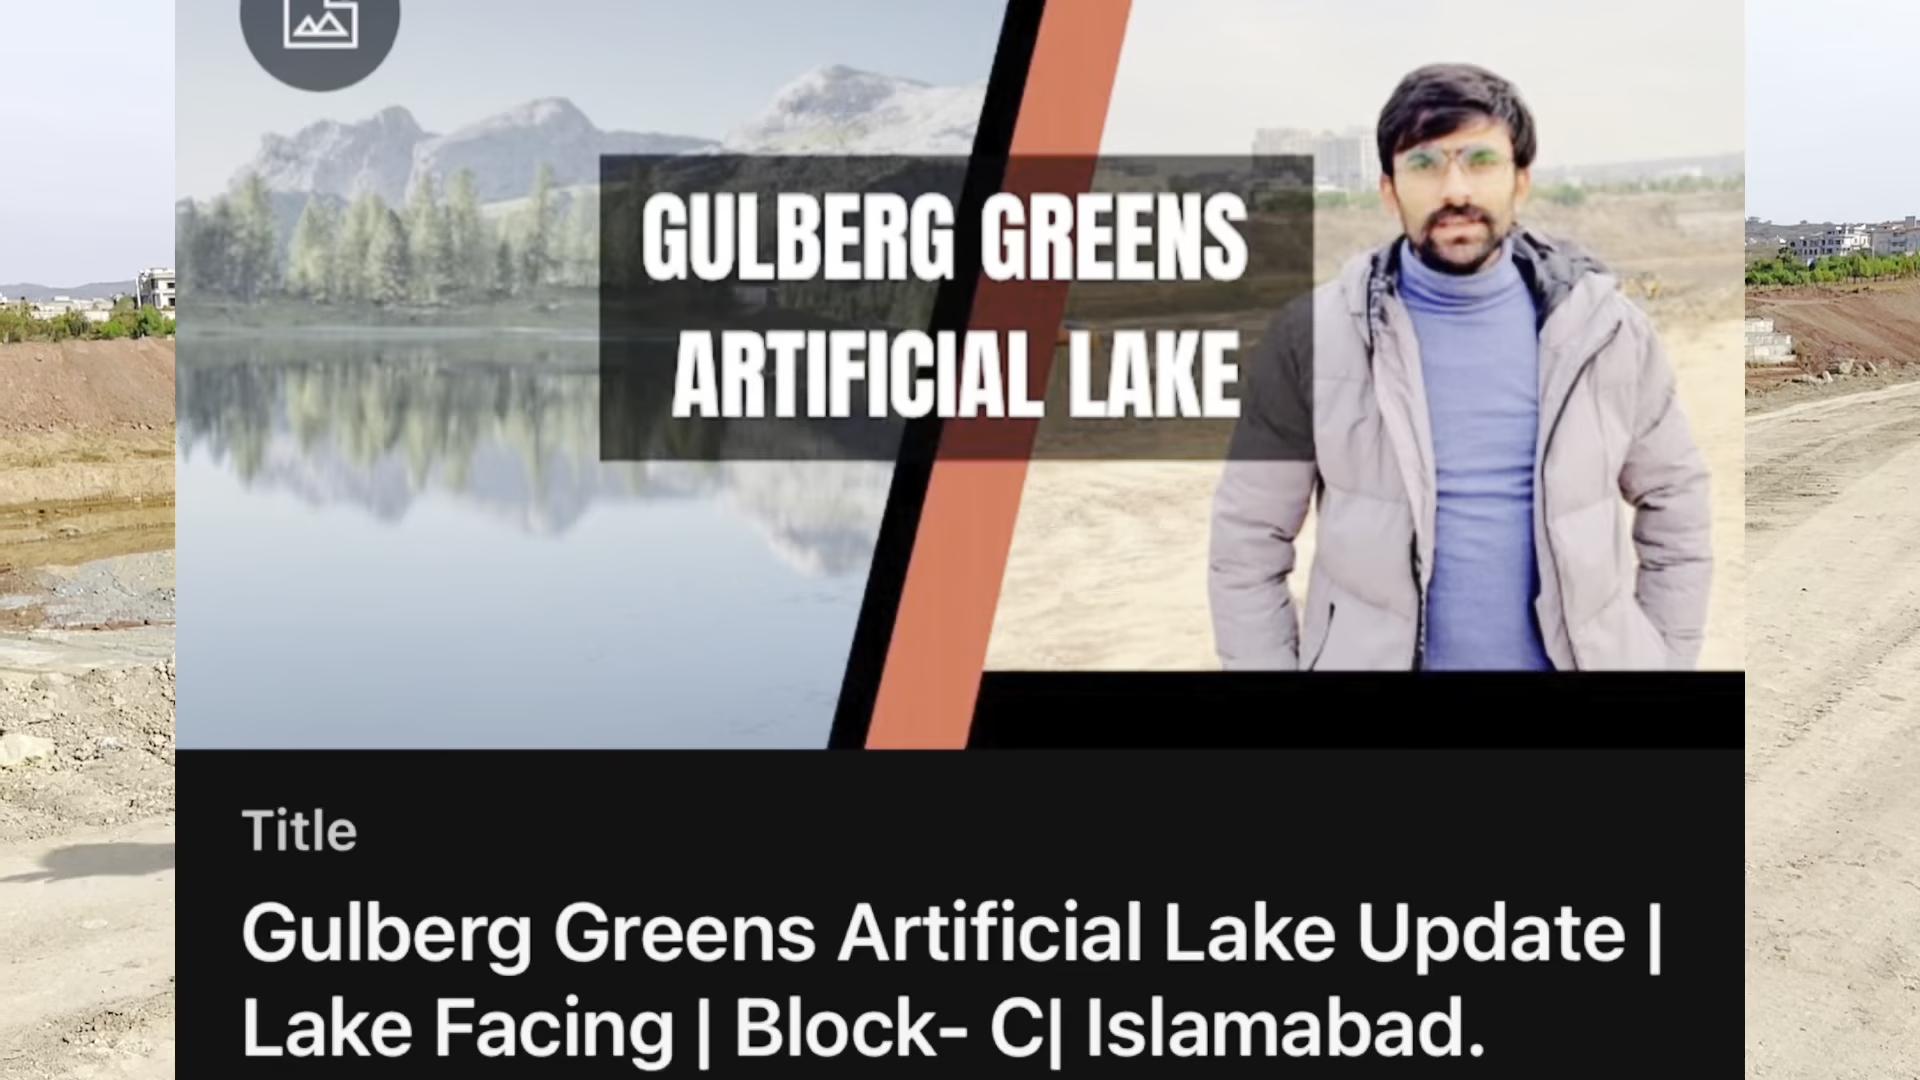 GULBERG GREENS
ARTIFICIAL LAKE
Title
Gulberg Greens Artificial Lake Update |
Lake Facing | Block- C| Islamabad.